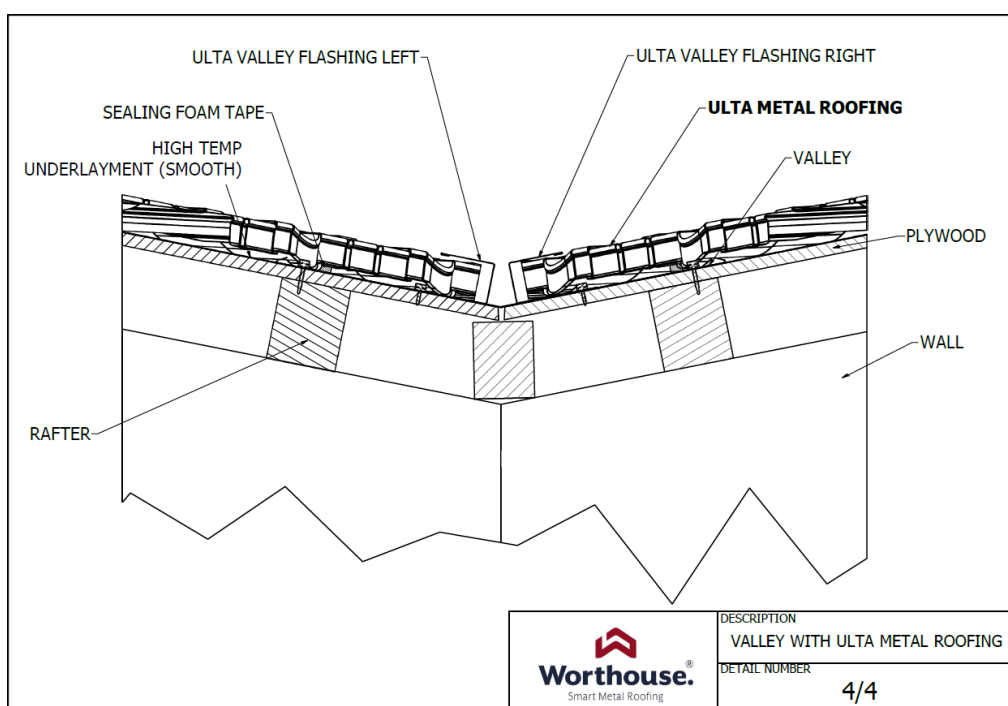 ULTA VALLEY FLASHING LEFT
ULTA VALLEY FLASHING RIGHT
SEALING FOAM TAPE
ULTA METAL ROOFING
HIGH TEMP
UNDERLAYMENT (SMOOTH)
VALLEY
PLYWOOD
WALL
RAFTER
Worthouse.®
Smart Metal Roofing
DESCRIPTION
VALLEY WITH ULTA METAL ROOFING
DETAIL NUMBER
4/4